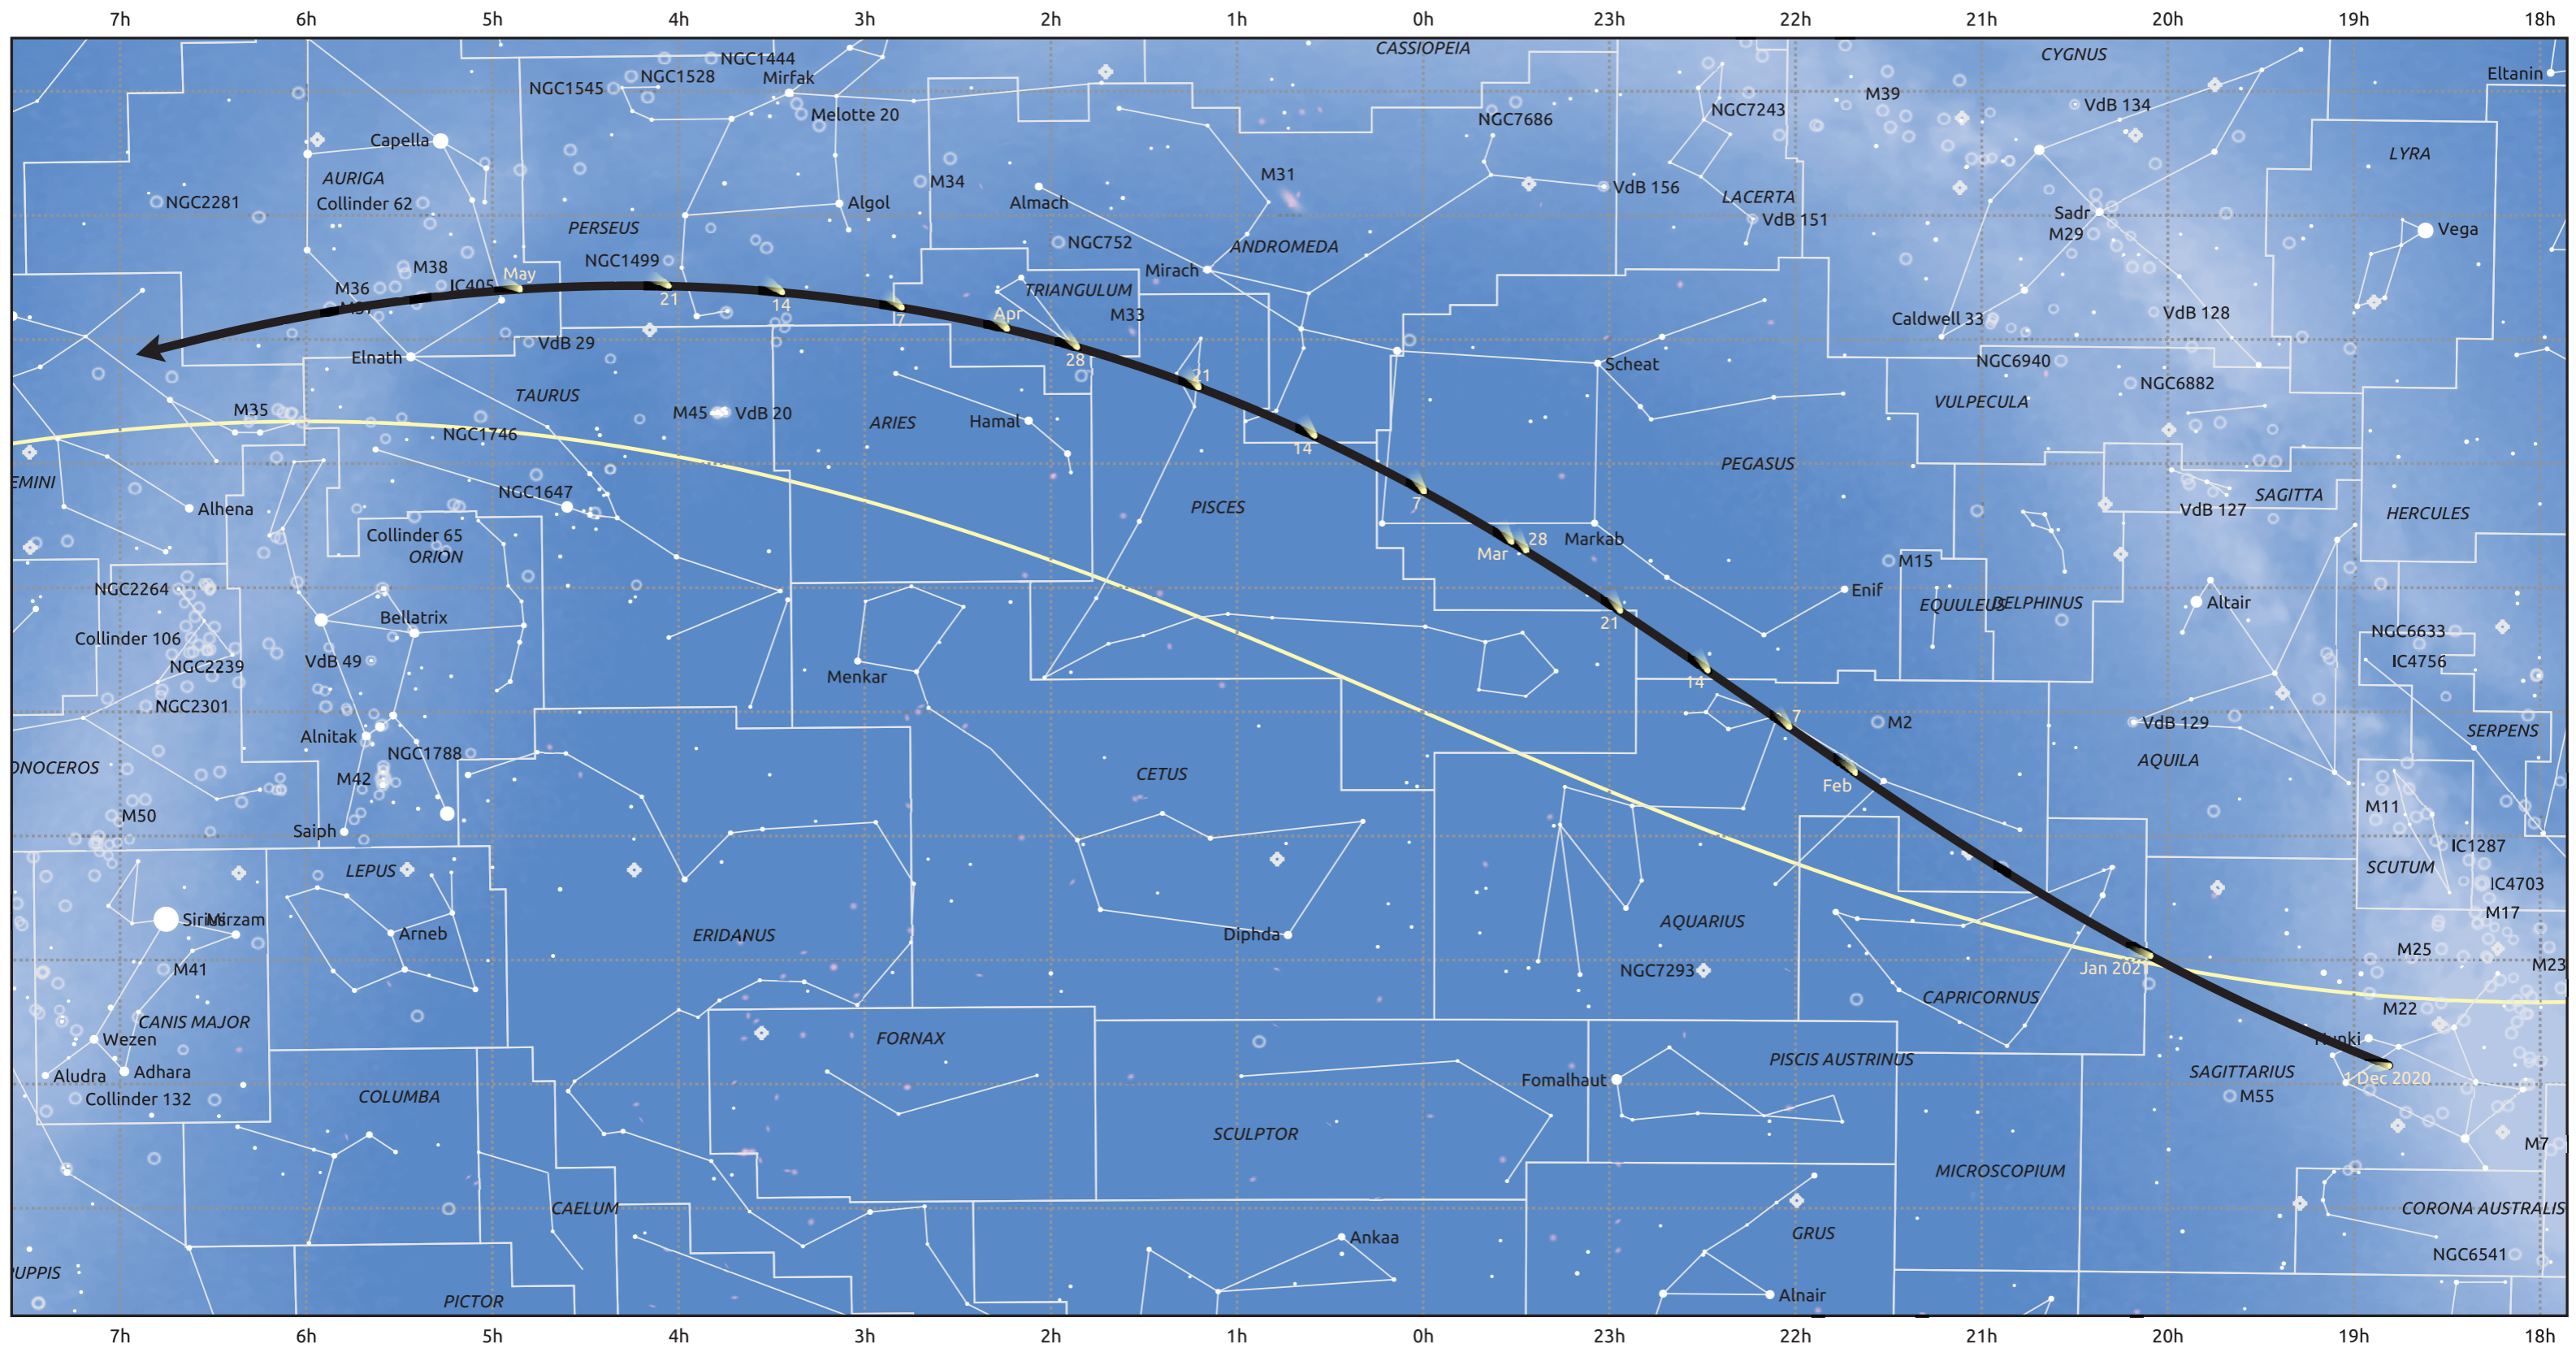 7h 6h 5h 4h 3h 2h 1h 0h 23h 22h 21h 20h 19h 18h
CASSIOPEIA
CYGNUS
NGC1444
Eltanin
NGC1528
Mirfak
NGC1545
M39
VdB 134
NGC7243
Melotte 20
NGC7686
Capella
LYRA
AURIGA
M34
M31
VdB 156
NGC2281
Collinder 62
Algol
Almach
LACERTA
Sadr
VdB 151
PERSEUS
M29
Vega
NGC752
ANDROMEDA
NGC1499
M38
Mirach
May
M36
IC405
TRIANGULUM
21
14
7
Apr
M33
Caldwell 33
VdB 128
VdB 29
Elnath
28
Scheat
NGC6940
21
NGC6882
TAURUS
VULPECULA
M35
M45
VdB 20
ARIES
Hamal
NGC1746
14
PEGASUS
EMINI
NGC1647
SAGITTA
7
Alhena
PISCES
VdB 127
HERCULES
Collinder 65
28
Markab
Mar
ORION
M15
NGC2264
Enif
EQUULEUS
DELPHINUS
Altair
Bellatrix
21
Collinder 106
NGC6633
VdB 49
IC4756
NGC2239
Menkar
14
NGC2301
7
M2
VdB 129
Alnitak
SERPENS
NGC1788
ONOCEROS
AQUILA
M42
CETUS
Feb
M11
M50
Saiph
IC1287
LEPUS
SCUTUM
IC4703
M17
Sirius
Mirzam
AQUARIUS
Arneb
ERIDANUS
Diphda
M25
M41
NGC7293
Jan 2021
M23
CAPRICORNUS
M22
CANIS MAJOR
Wezen
FORNAX
Nunki
PISCIS AUSTRINUS
Aludra
Adhara
Fomalhaut
SAGITTARIUS
1 Dec 2020
Collinder 132
COLUMBA
M55
SCULPTOR
M7
MICROSCOPIUM
CAELUM
CORONA AUSTRALIS
Ankaa
GRUS
NGC6541
UPPIS
PICTOR
Alnair
7h 6h 5h 4h 3h 2h 1h 0h 23h 22h 21h 20h 19h 18h